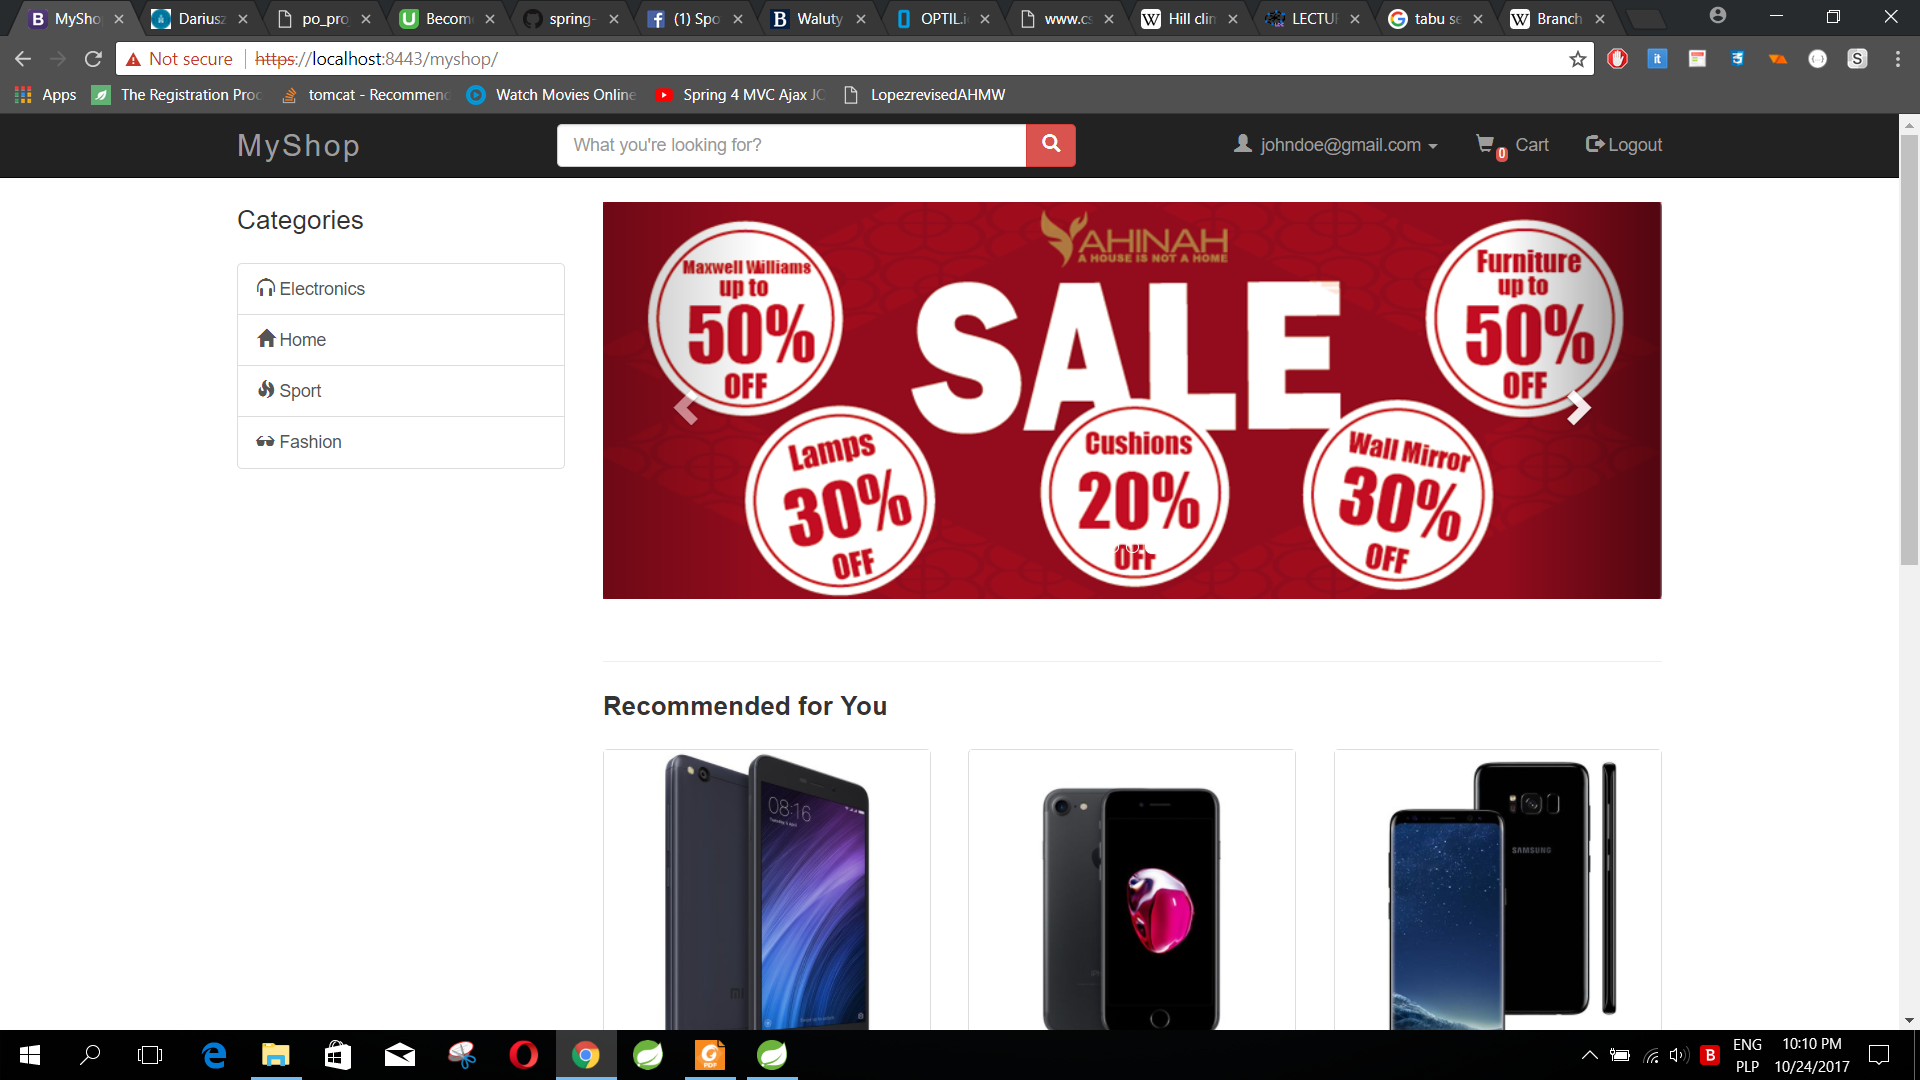 MySho
Dariusz
po_pro
Become
spring-
(1) Spo
Waluty
OPTIL.i
www.cs
Hill clin
LECTU
tabu se
Branch
Not secure
https://localhost:8443/myshop/
Apps
The Registration Proc
tomcat - Recommen
Watch Movies Online
Spring 4 MVC Ajax JC
LopezrevisedAHMW
MyShop
What you're looking for?
johndoe@gmail.com
0
Cart
Logout
Categories
Electronics
Home
Sport
Fashion
AHINAH
A HOUSE IS NOT A HOME
SALE
Maxwell Williams
up to
50%
OFF
Furniture
up to
50%
OFF
Lamps
30%
OFF
Cushions
20%
OFF
Wall Mirror
30%
OFF
Recommended for You
08:16
SAMSUNG
ENG
PLP
10:10 PM
10/24/2017